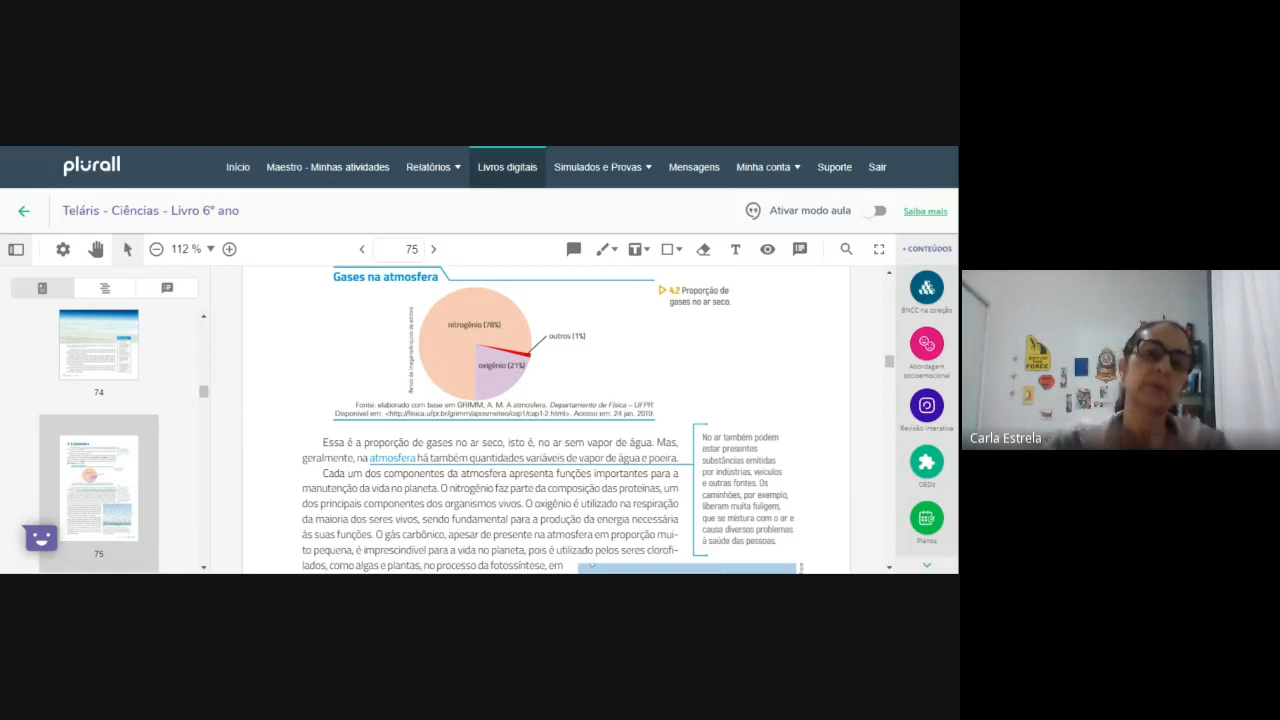 plurall
Início
Maestro - Minhas atividades
Relatórios
Livros digitais
Simulados e Provas
Mensagens
Minha conta
Suporte
Sair
Teláris - Ciências - Livro 6º ano
Ativar modo aula
Saiba mais
112 %
75
+ CONTEÚDOS
74
75
Gases na atmosfera
nitrogênio (78%)
outros (1%)
oxigênio (21%)
4.2 Proporção de
gases no ar seco.
Fonte: elaborado com base em GRIMM, A. M. A atmosfera. Departamento de Física – UFPR.
Disponível em: <http://fisica.ufpr.br/grimm/aposmeteo/cap1/cap1-2.html>. Acesso em: 24 jan. 2019.
Essa é a proporção de gases no ar seco, isto é, no ar sem vapor de água. Mas,
geralmente, na atmosfera há também quantidades variáveis de vapor de água e poeira.
Cada um dos componentes da atmosfera apresenta funções importantes para a
manutenção da vida no planeta. O nitrogênio faz parte da composição das proteínas, um
dos principais componentes dos organismos vivos. O oxigênio é utilizado na respiração
da maioria dos seres vivos, sendo fundamental para a produção da energia necessária
às suas funções. O gás carbônico, apesar de presente na atmosfera em proporção mui-
to pequena, é imprescindível para a vida no planeta, pois é utilizado pelos seres clorofi-
lados, como algas e plantas, no processo da fotossíntese, em
No ar também podem
estar presentes
substâncias emitidas
por indústrias, veículos
e outras fontes. Os
caminhões, por exemplo,
liberam muita fuligem,
que se mistura com o ar e
causa diversos problemas
à saúde das pessoas.
BNCC na coleção
Abordagem
socioemocional
Revisão interativa
OEDs
Planos
FORCE
Carla Estrela